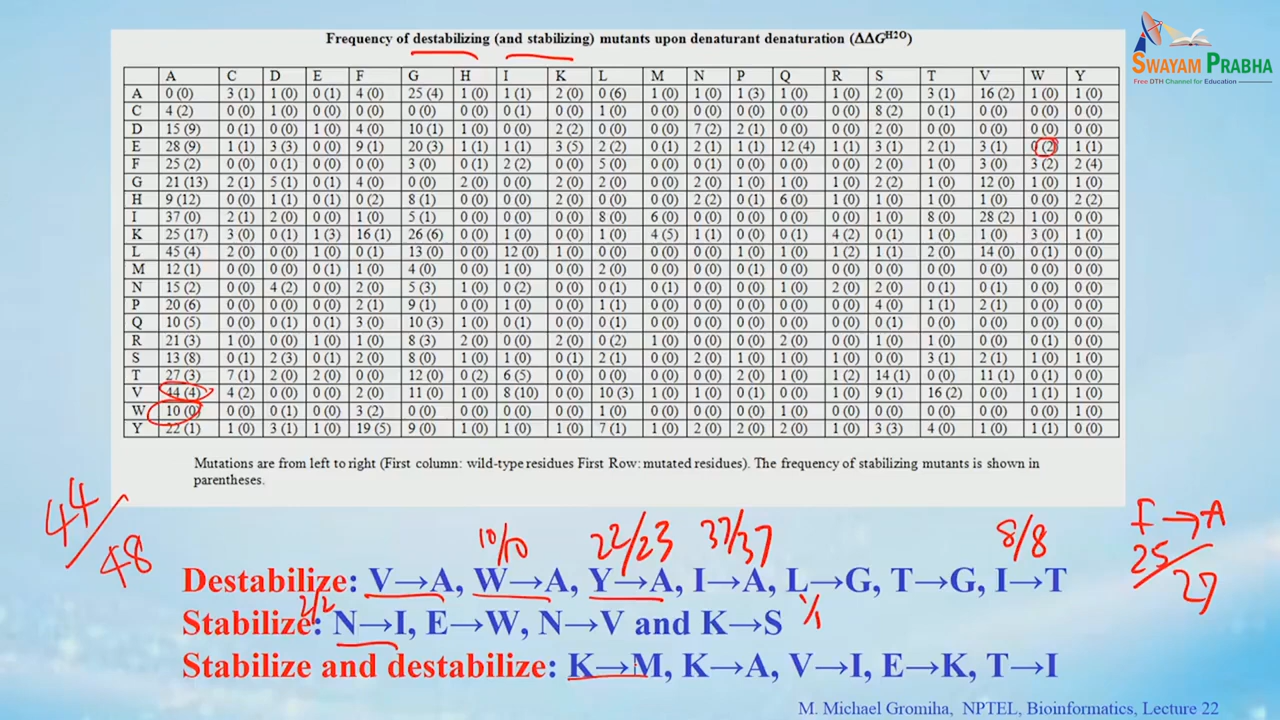 SWAYAM PRABHA
Free DTH Channel for Education
Frequency of destabilizing (and stabilizing) mutants upon denaturant denaturation (ΔΔG^H2O)
A C D E F G H I K L M N P Q R S T V W Y
A 0 (0) 3 (1) 1 (0) 0 (1) 4 (0) 25 (4) 1 (0) 0 (1) 2 (0) 0 (6) 1 (0) 1 (0) 1 (3) 1 (0) 1 (0) 2 (0) 3 (1) 16 (2) 1 (0) 1 (0)
C 4 (2) 0 (0) 1 (0) 0 (0) 0 (0) 0 (0) 0 (0) 0 (1) 0 (0) 1 (0) 0 (0) 0 (0) 0 (0) 0 (0) 0 (0) 8 (2) 0 (1) 0 (0) 0 (0) 0 (0)
D 15 (9) 0 (1) 0 (0) 1 (0) 4 (0) 10 (1) 1 (0) 0 (0) 2 (2) 0 (0) 0 (0) 7 (2) 2 (1) 0 (0) 0 (0) 2 (0) 0 (0) 0 (0) 0 (0) 0 (0)
E 28 (9) 1 (1) 3 (3) 0 (0) 9 (1) 20 (3) 1 (1) 1 (1) 3 (5) 2 (2) 0 (1) 2 (1) 1 (1) 12 (4) 1 (1) 3 (1) 2 (1) 3 (1) (2) 1 (1)
F 25 (2) 0 (0) 0 (1) 0 (0) 0 (0) 3 (0) 0 (1) 2 (2) 0 (0) 5 (0) 0 (0) 0 (1) 0 (0) 0 (0) 0 (0) 2 (0) 1 (0) 3 (0) 3 (2) 2 (4)
G 21 (13) 2 (1) 5 (1) 0 (1) 4 (0) 0 (0) 2 (0) 0 (0) 2 (0) 2 (0) 0 (0) 2 (0) 1 (0) 1 (0) 1 (0) 2 (2) 1 (0) 12 (0) 1 (0) 1 (0)
H 9 (12) 0 (0) 1 (1) 0 (1) 0 (2) 8 (1) 0 (0) 0 (0) 2 (0) 0 (0) 0 (0) 2 (2) 0 (1) 6 (0) 1 (0) 1 (0) 1 (0) 1 (0) 0 (0) 2 (2)
I 37 (0) 2 (1) 2 (0) 0 (0) 1 (0) 5 (1) 0 (0) 0 (0) 0 (0) 8 (0) 6 (0) 0 (0) 0 (0) 0 (0) 0 (0) 1 (0) 8 (0) 28 (2) 1 (0) 0 (0)
K 25 (17) 3 (0) 0 (1) 1 (3) 16 (1) 26 (6) 0 (0) 1 (0) 0 (0) 1 (0) 4 (5) 1 (1) 0 (0) 0 (1) 4 (2) 0 (1) 1 (0) 1 (0) 3 (0) 1 (0)
L 45 (4) 2 (0) 0 (0) 1 (0) 0 (1) 13 (0) 0 (0) 12 (0) 1 (0) 0 (0) 0 (0) 0 (0) 1 (0) 1 (0) 1 (2) 1 (1) 2 (0) 14 (0) 0 (1) 0 (0)
M 12 (1) 0 (0) 0 (0) 0 (1) 1 (0) 4 (0) 0 (0) 1 (0) 0 (0) 2 (0) 0 (0) 0 (0) 0 (1) 0 (0) 0 (0) 0 (0) 0 (0) 0 (0) 0 (0) 0 (0)
N 15 (2) 0 (0) 4 (2) 0 (0) 2 (0) 5 (3) 1 (0) 0 (2) 0 (0) 0 (1) 0 (1) 0 (0) 0 (0) 1 (0) 2 (0) 2 (0) 0 (0) 0 (1) 0 (0) 0 (0)
P 20 (6) 0 (0) 0 (0) 0 (0) 2 (1) 9 (1) 0 (0) 1 (0) 0 (0) 1 (1) 0 (0) 0 (0) 0 (0) 0 (0) 0 (0) 4 (0) 1 (1) 2 (1) 0 (0) 0 (0)
Q 10 (5) 0 (0) 0 (1) 0 (1) 3 (0) 10 (3) 1 (0) 0 (1) 0 (0) 0 (1) 0 (0) 0 (0) 0 (0) 0 (0) 0 (0) 0 (1) 0 (0) 0 (0) 0 (0) 0 (0)
R 21 (3) 1 (0) 0 (0) 1 (0) 1 (0) 8 (3) 2 (0) 0 (0) 2 (0) 0 (2) 1 (0) 0 (0) 0 (0) 2 (0) 0 (0) 1 (0) 0 (0) 0 (0) 0 (1) 0 (0)
S 13 (8) 0 (1) 2 (3) 0 (1) 2 (0) 8 (0) 1 (0) 1 (0) 0 (1) 2 (1) 0 (0) 2 (0) 1 (0) 1 (0) 1 (0) 0 (0) 3 (1) 2 (1) 1 (0) 1 (0)
T 27 (3) 7 (1) 2 (0) 2 (0) 0 (0) 12 (0) 0 (2) 6 (5) 0 (0) 0 (0) 0 (0) 0 (0) 2 (0) 1 (0) 1 (2) 14 (1) 0 (0) 11 (1) 0 (0) 0 (0)
V 44 (4) 4 (2) 0 (0) 0 (0) 2 (0) 11 (0) 1 (0) 8 (10) 0 (0) 10 (3) 1 (0) 1 (0) 0 (1) 0 (0) 1 (0) 9 (1) 16 (2) 0 (0) 1 (1) 1 (0)
W 10 (0) 0 (0) 0 (1) 0 (0) 3 (2) 0 (0) 0 (0) 0 (0) 0 (0) 1 (0) 0 (0) 0 (0) 0 (0) 1 (0) 0 (0) 0 (0) 0 (0) 0 (0) 0 (0) 1 (0)
Y 22 (1) 1 (0) 3 (1) 1 (0) 19 (5) 9 (0) 1 (0) 1 (0) 1 (0) 7 (1) 1 (0) 2 (0) 2 (0) 2 (0) 0 (0) 3 (3) 4 (0) 1 (0) 1 (1) 0 (0)
Mutations are from left to right (First column: wild-type residues First Row: mutated residues). The frequency of stabilizing mutants is shown in
parentheses.
44/48
10/10 22/23 37/37 8/8
F → A
25/27
Destabilize: V→A, W→A, Y→A, I→A, L→G, T→G, I→T
2/2 1/1
Stabilize: N→I, E→W, N→V and K→S
Stabilize and destabilize: K→M, K→A, V→I, E→K, T→I
M. Michael Gromiha, NPTEL, Bioinformatics, Lecture 22